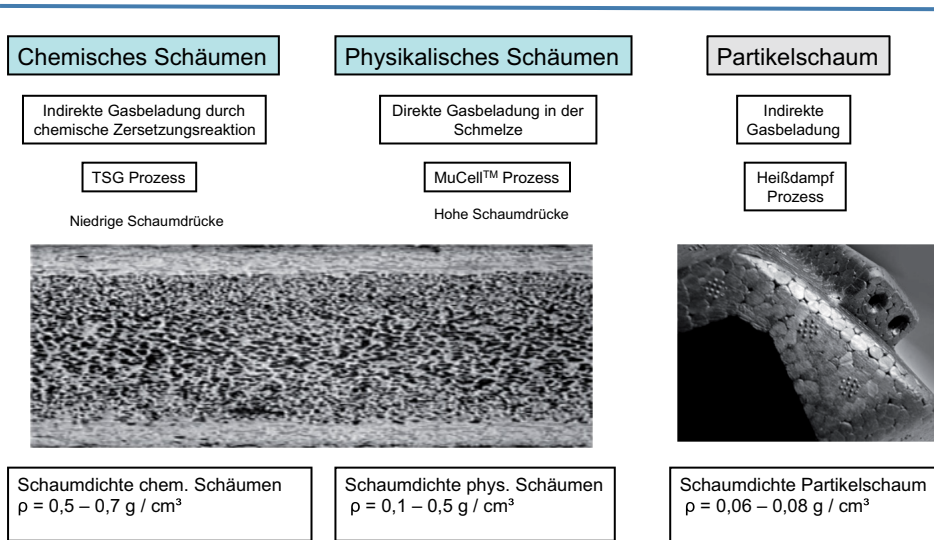 Chemisches Schäumen
Indirekte Gasbeladung durch
chemische Zersetzungsreaktion
TSG Prozess
Niedrige Schaumdrücke
Physikalisches Schäumen
Direkte Gasbeladung in der
Schmelze
MuCell™ Prozess
Hohe Schaumdrücke
Partikelschaum
Indirekte
Gasbeladung
Heißdampf
Prozess
Schaumdichte chem. Schäumen
ρ = 0,5 – 0,7 g / cm³
Schaumdichte phys. Schäumen
ρ = 0,1 – 0,5 g / cm³
Schaumdichte Partikelschaum
ρ = 0,06 – 0,08 g / cm³